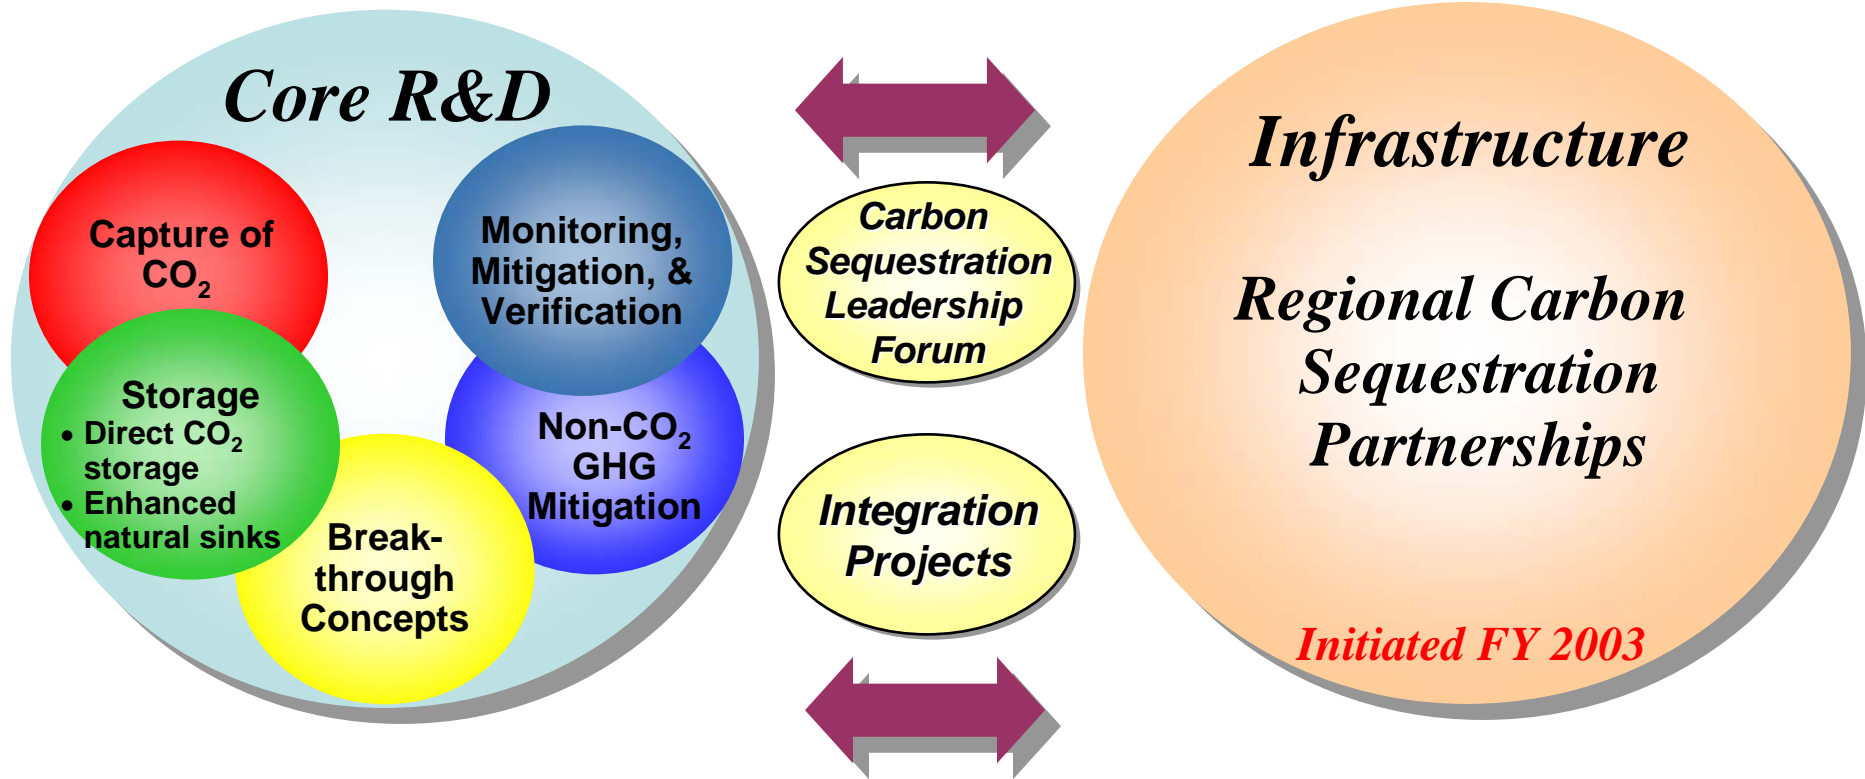 Core R&D
Capture of
CO₂
Storage
• Direct CO₂
storage
• Enhanced
natural sinks
Break-
through
Concepts
Monitoring,
Mitigation, &
Verification
Non-CO₂
GHG
Mitigation
Carbon
Sequestration
Leadership
Forum
Integration
Projects
Infrastructure
Regional Carbon
Sequestration
Partnerships
Initiated FY 2003